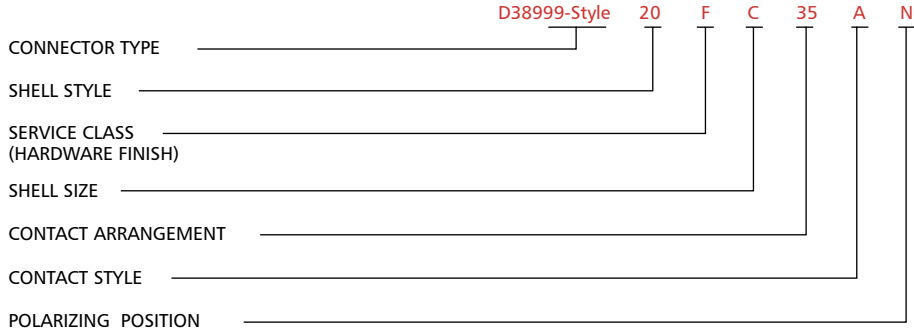 D38999-Style 20 F C 35 A N
CONNECTOR TYPE
SHELL STYLE
SERVICE CLASS
(HARDWARE FINISH)
SHELL SIZE
CONTACT ARRANGEMENT
CONTACT STYLE
POLARIZING POSITION